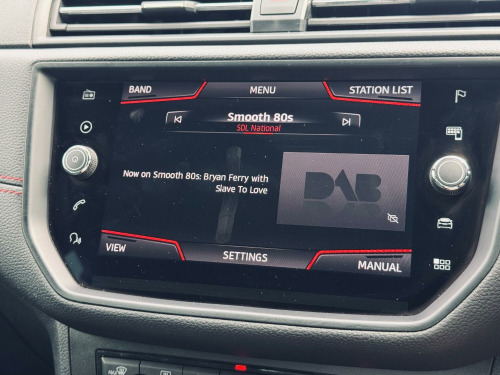 BAND MENU STATION LIST
Smooth 80s
SDL National
Now on Smooth 80s: Bryan Ferry with
Slave To Love
DAB
VIEW SETTINGS MANUAL
MAX